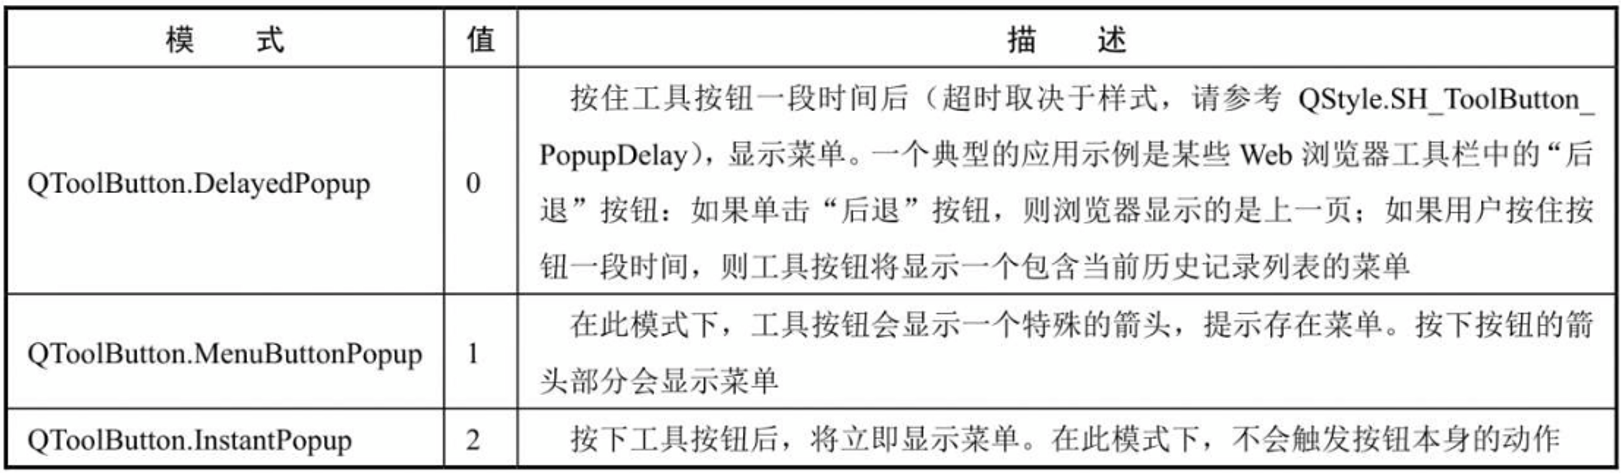 模 式 值 描 述
按住工具按钮一段时间后（超时取决于样式，请参考 QStyle.SH_ToolButton_
PopupDelay），显示菜单。一个典型的应用示例是某些 Web 浏览器工具栏中的“后
QToolButton.DelayedPopup 0
退”按钮：如果单击“后退”按钮，则浏览器显示的是上一页；如果用户按住按
钮一段时间，则工具按钮将显示一个包含当前历史记录列表的菜单
在此模式下，工具按钮会显示一个特殊的箭头，提示存在菜单。按下按钮的箭
QToolButton.MenuButtonPopup 1
头部分会显示菜单
QToolButton.InstantPopup 2 按下工具按钮后，将立即显示菜单。在此模式下，不会触发按钮本身的动作